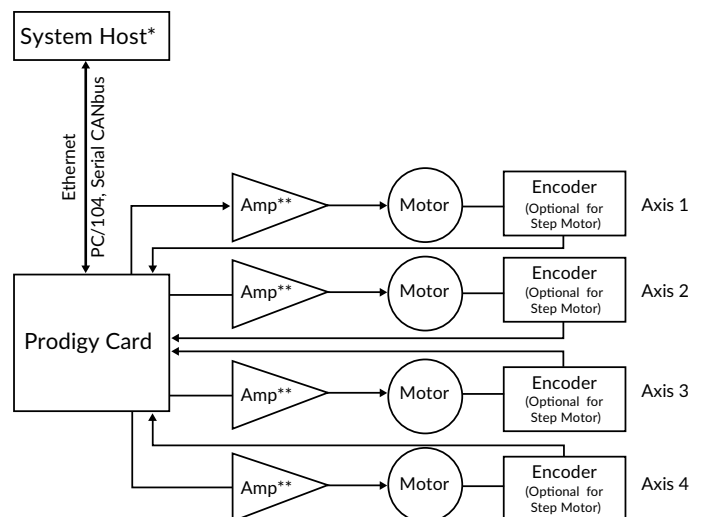 System Host*
Ethernet
PC/104, Serial CANbus
Amp**
Motor
Encoder
(Optional for
Step Motor)
Axis 1
Prodigy Card
Amp**
Motor
Encoder
(Optional for
Step Motor)
Axis 2
Amp**
Motor
Encoder
(Optional for
Step Motor)
Axis 3
Amp**
Motor
Encoder
(Optional for
Step Motor)
Axis 4